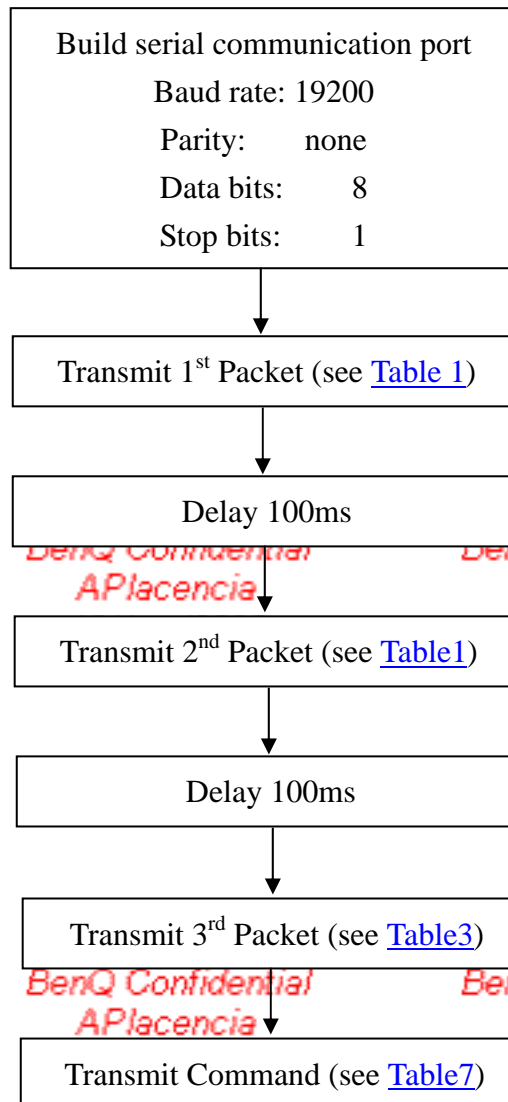 Build serial communication port
Baud rate: 19200
Parity: none
Data bits: 8
Stop bits: 1
Transmit 1st Packet (see Table 1)
Delay 100ms
BenQ Confidential
APlacencia
Transmit 2nd Packet (see Table1)
Delay 100ms
Transmit 3rd Packet (see Table3)
BenQ Confidential
APlacencia
Transmit Command (see Table7)